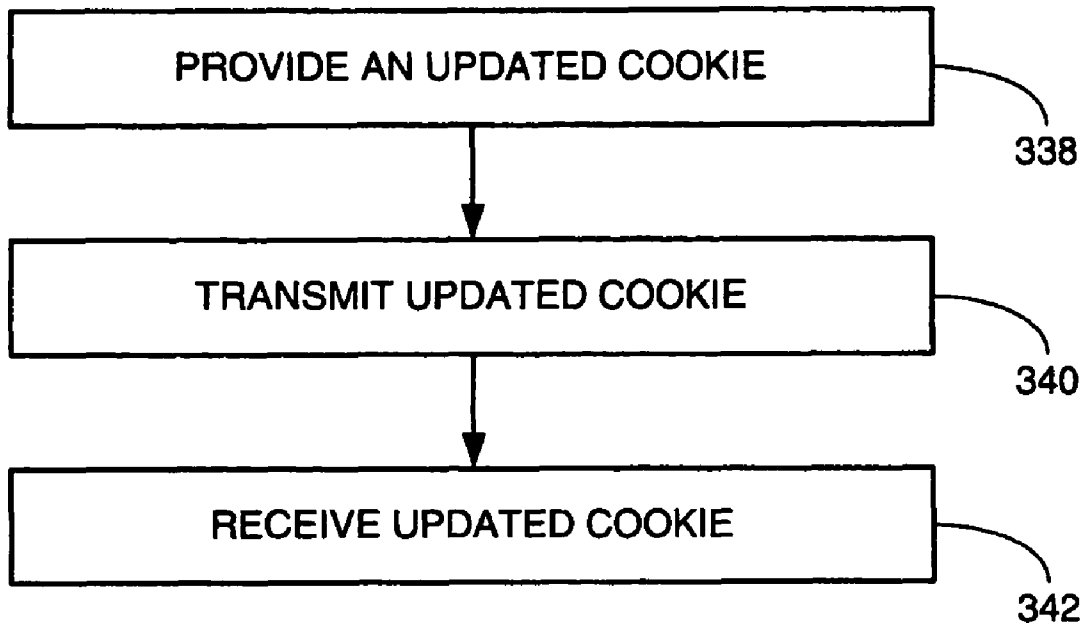 PROVIDE AN UPDATED COOKIE
338
TRANSMIT UPDATED COOKIE
340
RECEIVE UPDATED COOKIE
342